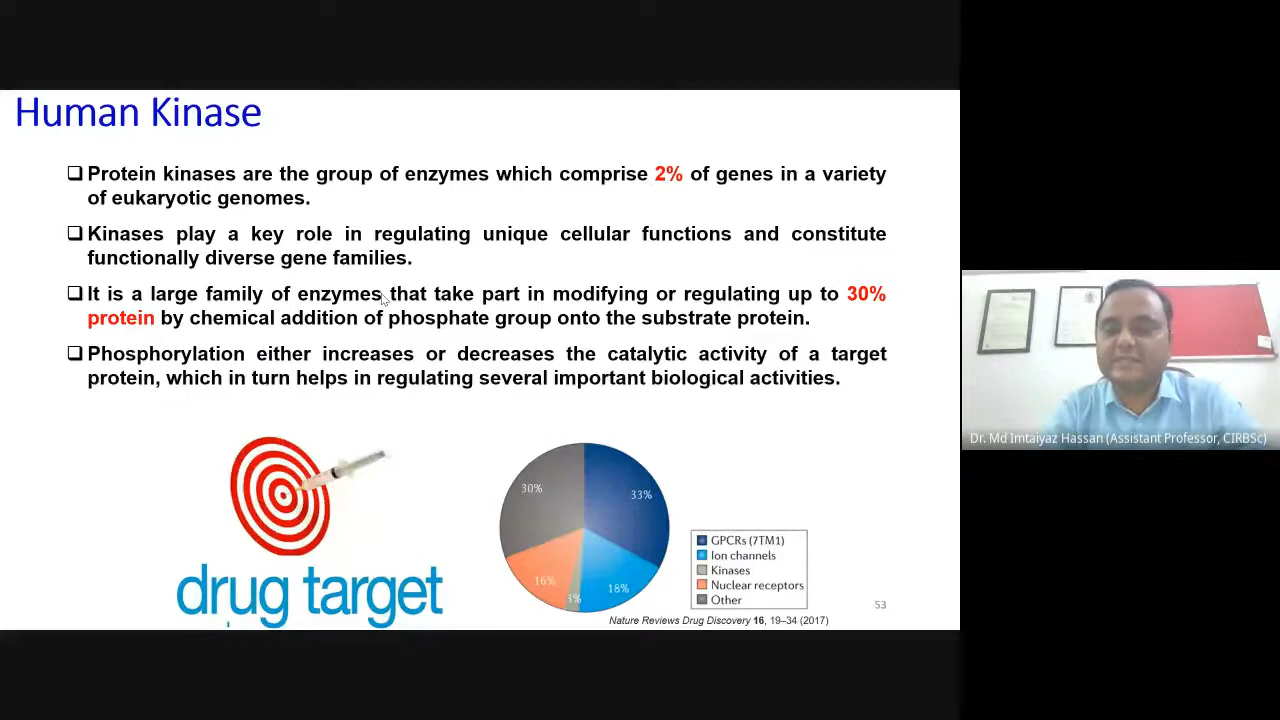 Human Kinase
❑ Protein kinases are the group of enzymes which comprise 2% of genes in a variety
of eukaryotic genomes.
❑ Kinases play a key role in regulating unique cellular functions and constitute
functionally diverse gene families.
❑ It is a large family of enzymes that take part in modifying or regulating up to 30%
protein by chemical addition of phosphate group onto the substrate protein.
❑ Phosphorylation either increases or decreases the catalytic activity of a target
protein, which in turn helps in regulating several important biological activities.
drug target
30%
33%
16%
3%
18%
GPCRs (7TM1)
Ion channels
Kinases
Nuclear receptors
Other
53
Nature Reviews Drug Discovery 16, 19–34 (2017)
Dr. Md Imtaiyaz Hassan (Assistant Professor, CIRBSc)